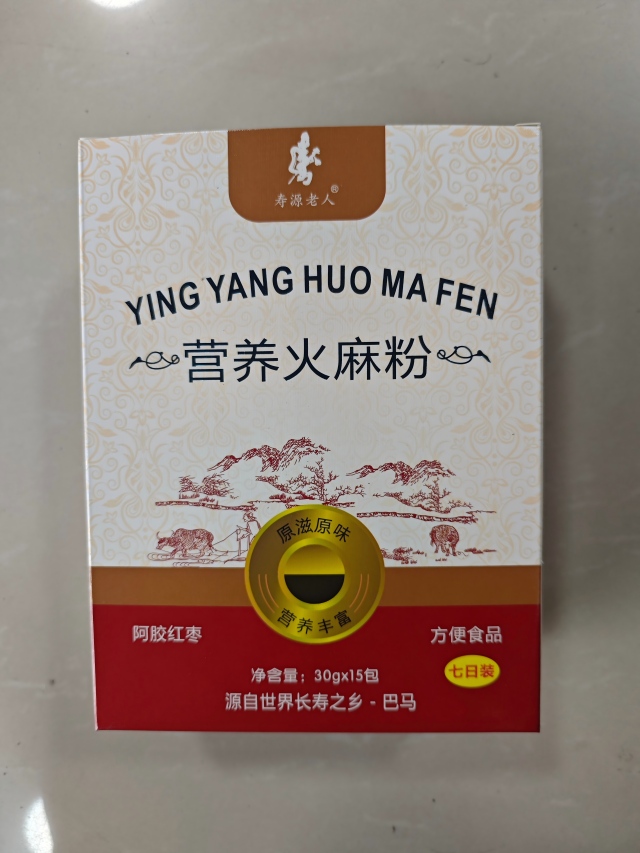 寿
寿源老人®
YING YANG HUO MA FEN
营养火麻粉
原滋原味
营养丰富
阿胶红枣
方便食品
七日装
净含量：30gx15包
源自世界长寿之乡 - 巴马